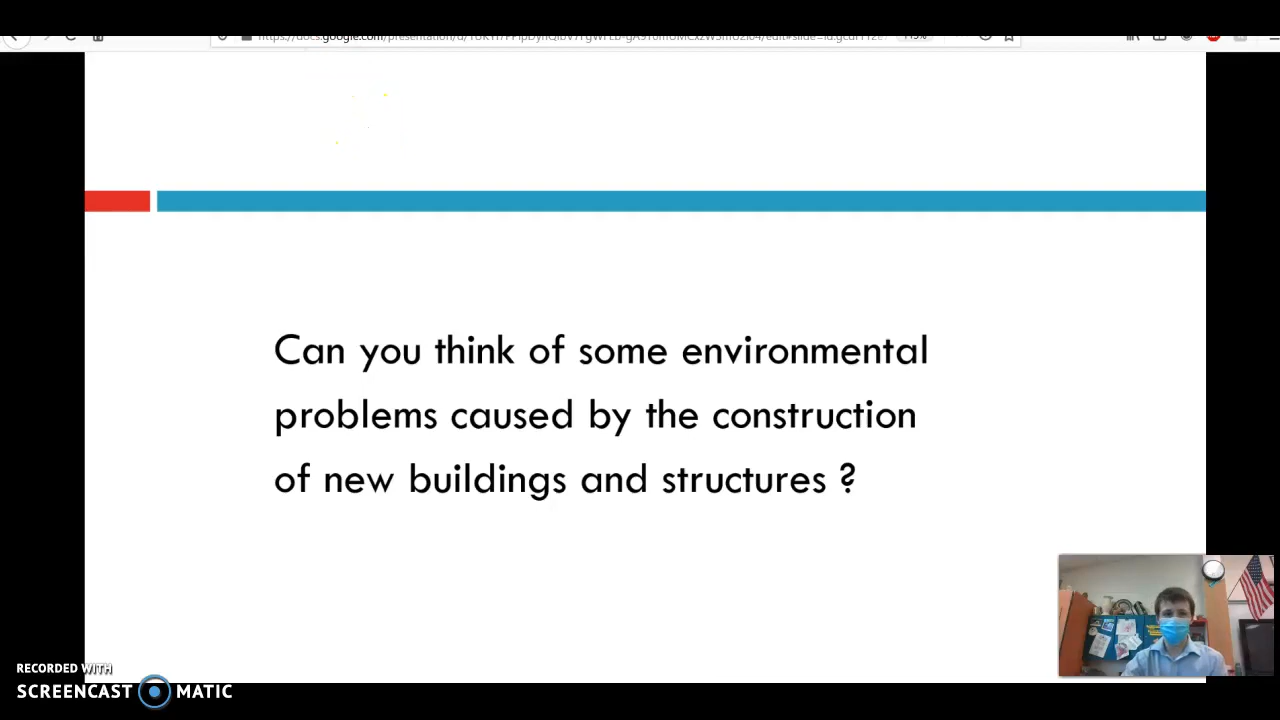 Can you think of some environmental
problems caused by the construction
of new buildings and structures ?
RECORDED WITH
SCREENCAST MATIC